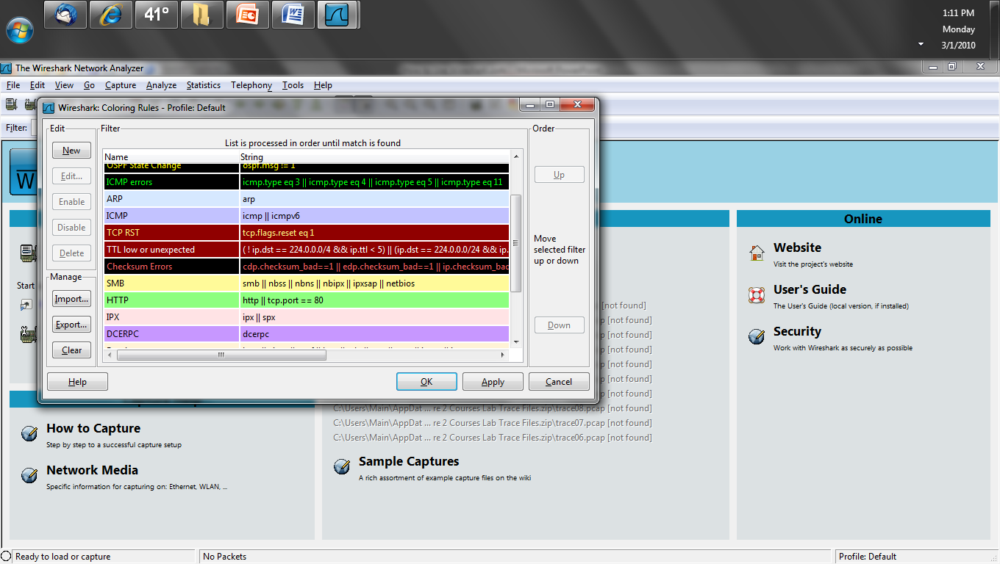 41°
1:11 PM
Monday
3/1/2010
The Wireshark Network Analyzer
File Edit View Go Capture Analyze Statistics Telephony Tools Help
Filter:
Wireshark: Coloring Rules - Profile: Default
Edit
New
Edit...
Enable
Disable
Delete
Manage
Import...
Export...
Clear
Filter
List is processed in order until match is found
Name String
OSPF State Change ospf.msg != 1
ICMP errors icmp.type eq 3 || icmp.type eq 4 || icmp.type eq 5 || icmp.type eq 11
ARP arp
ICMP icmp || icmpv6
TCP RST tcp.flags.reset eq 1
TTL low or unexpected ( ! ip.dst == 224.0.0.0/4 && ip.ttl < 5) || (ip.dst == 224.0.0.0/24 && ip.
Checksum Errors cdp.checksum_bad==1 || edp.checksum_bad==1 || ip.checksum_bad
SMB smb || nbss || nbns || nbipx || ipxsap || netbios
HTTP http || tcp.port == 80
IPX ipx || spx
DCERPC dcerpc
Order
Up
Move
selected filter
up or down
Down
Help OK Apply Cancel
W
Start
[not found]
p [not found]
p [not found]
p [not found]
p [not found]
p [not found]
p [not found]
C:\Users\Main\AppDat ... re 2 Courses Lab Trace Files.zip\trace08.pcap [not found]
C:\Users\Main\AppDat ... re 2 Courses Lab Trace Files.zip\trace07.pcap [not found]
C:\Users\Main\AppDat ... re 2 Courses Lab Trace Files.zip\trace06.pcap [not found]
Sample Captures
A rich assortment of example capture files on the wiki
How to Capture
Step by step to a successful capture setup
Network Media
Specific information for capturing on: Ethernet, WLAN, ...
Online
Website
Visit the project's website
User's Guide
The User's Guide (local version, if installed)
Security
Work with Wireshark as securely as possible
Ready to load or capture No Packets Profile: Default